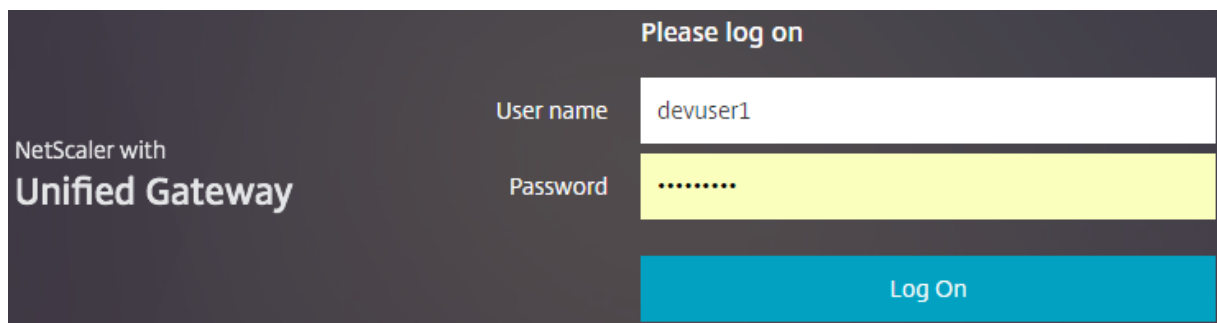 Please log on
User name
devuser1
NetScaler with
Unified Gateway
Password
•••••••••
Log On